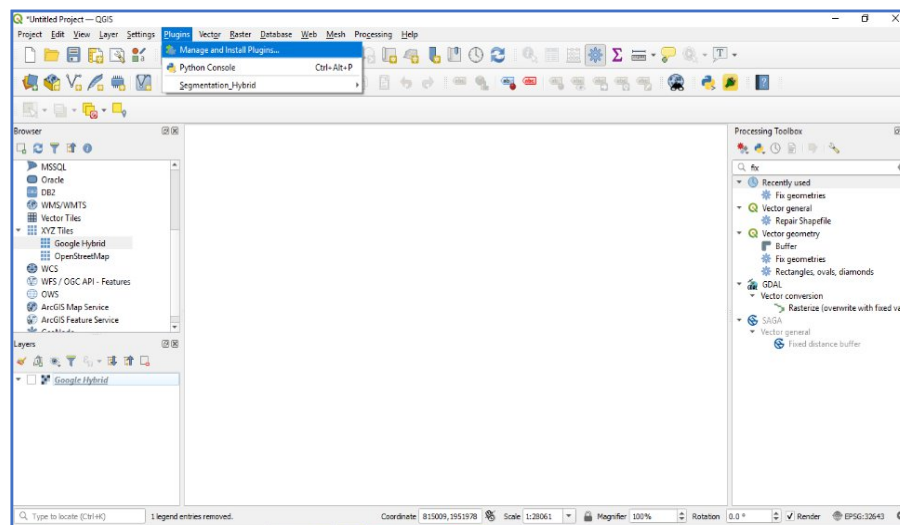 *Untitled Project — QGIS
Project Edit View Layer Settings Plugins Vector Raster Database Web Mesh Processing Help
Manage and Install Plugins...
Python Console Ctrl+Alt+P
Segmentation_Hybrid
Browser
MSSQL
Oracle
DB2
WMS/WMTS
Vector Tiles
XYZ Tiles
Google Hybrid
OpenStreetMap
WCS
WFS / OGC API - Features
OWS
ArcGIS Map Service
ArcGIS Feature Service
Layers
Google Hybrid
Processing Toolbox
fix
Recently used
Fix geometries
Vector general
Repair Shapefile
Vector geometry
Buffer
Fix geometries
Rectangles, ovals, diamonds
GDAL
Vector conversion
Rasterize (overwrite with fixed va
SAGA
Vector general
Fixed distance buffer
Type to locate (Ctrl+K) 1 legend entries removed. Coordinate 815009,1951978 Scale 1:28061 Magnifier 100% Rotation 0.0 ° Render EPSG:32643